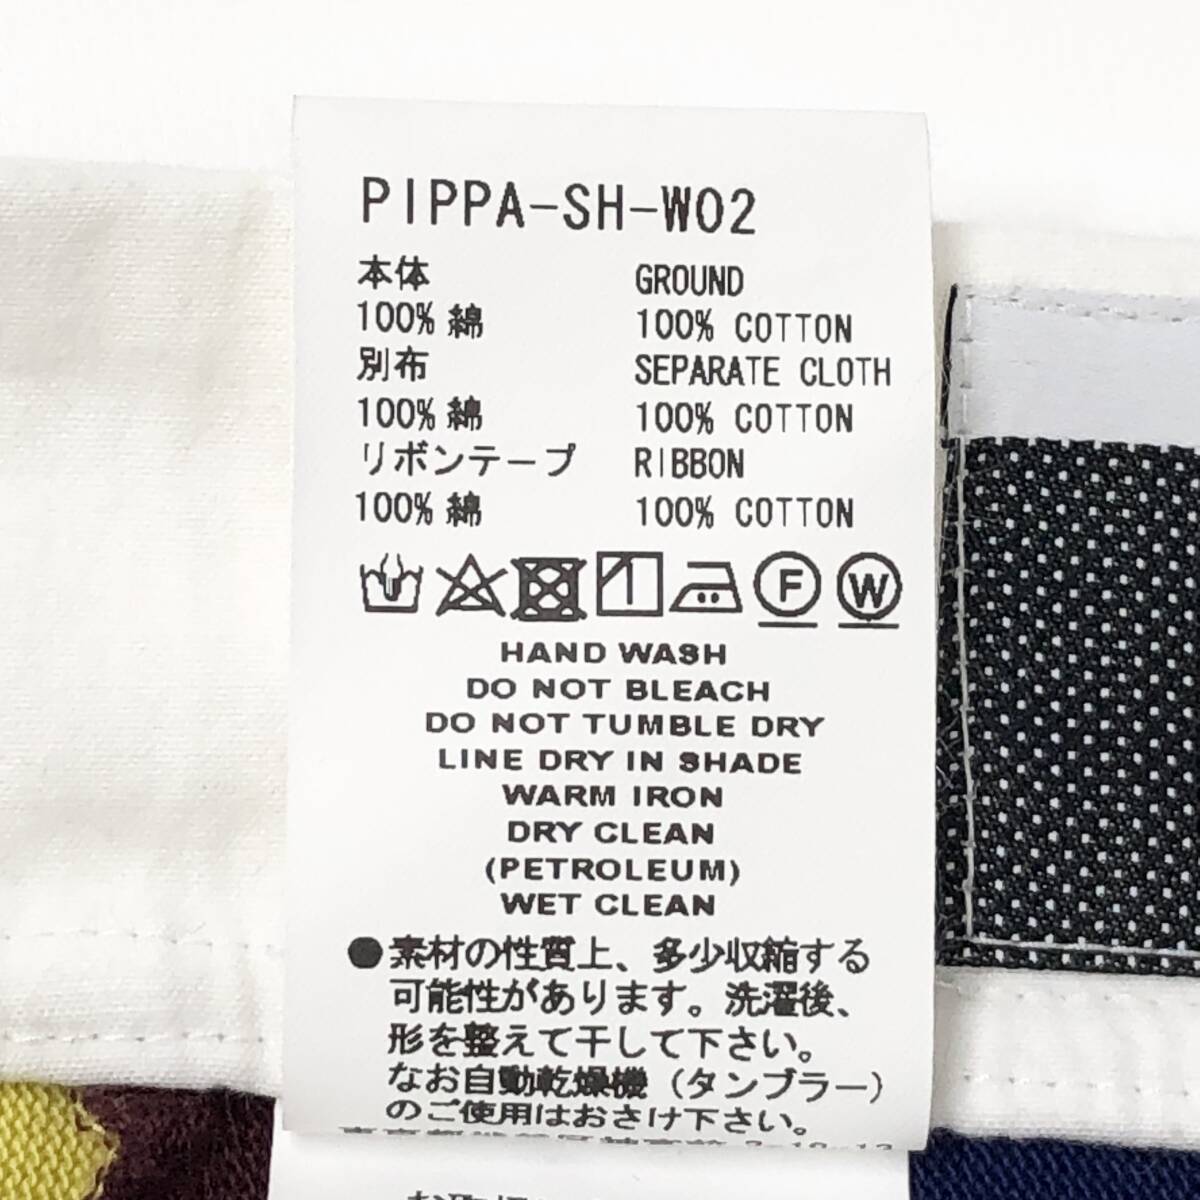 PIPPA-SH-W02
本体 GROUND
100% 綿 100% COTTON
別布 SEPARATE CLOTH
100% 綿 100% COTTON
リボンテープ RIBBON
100% 綿 100% COTTON
F W
HAND WASH
DO NOT BLEACH
DO NOT TUMBLE DRY
LINE DRY IN SHADE
WARM IRON
DRY CLEAN
(PETROLEUM)
WET CLEAN
●素材の性質上、多少収縮する
可能性があります。洗濯後、
形を整えて干して下さい。
なお自動乾燥機（タンブラー）
のご使用はおさけ下さい。